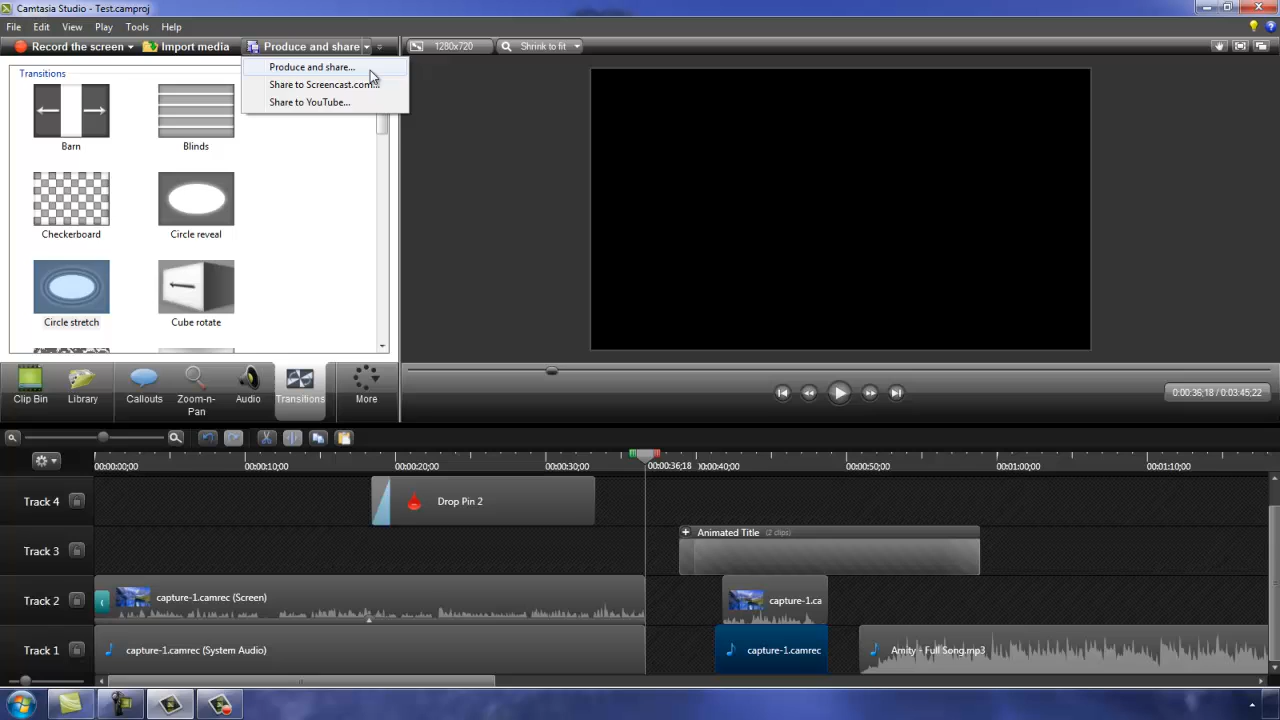 Camtasia Studio - Test.camproj
File Edit View Play Tools Help
Record the screen Import media Produce and share 1280x720 Shrink to fit
Produce and share...
Share to Screencast.com...
Share to YouTube...
Transitions
Barn Blinds
Checkerboard Circle reveal
Circle stretch Cube rotate
Clip Bin Library Callouts Zoom-n-Pan Audio Transitions More
0:00:36;18 / 0:03:45;22
00:00:00;00 00:00:10;00 00:00:20;00 00:00:30;00 00:00:36;18 00:00:40;00 00:00:50;00 00:01:00;00 00:01:10;00
Track 4 Drop Pin 2
Track 3 Animated Title (2 clips)
Track 2 capture-1.camrec (Screen) capture-1.ca
Track 1 capture-1.camrec (System Audio) capture-1.camrec Amity - Full Song.mp3